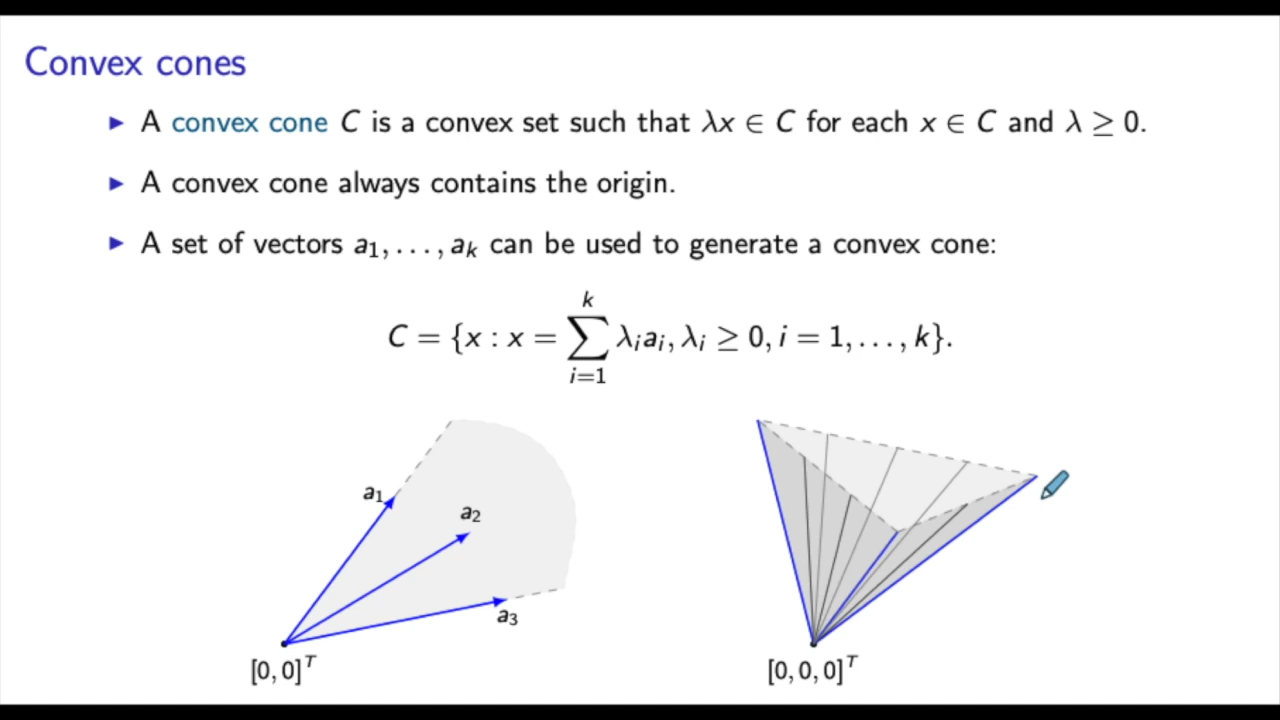 Convex cones
▶ A convex cone C is a convex set such that λx ∈ C for each x ∈ C and λ ≥ 0.
▶ A convex cone always contains the origin.
▶ A set of vectors a₁, . . . , aₖ can be used to generate a convex cone:
C = {x : x = ∑_{i=1}^{k} λᵢaᵢ, λᵢ ≥ 0, i = 1, . . . , k}.
a₁
a₂
a₃
[0, 0]ᵀ
[0, 0, 0]ᵀ